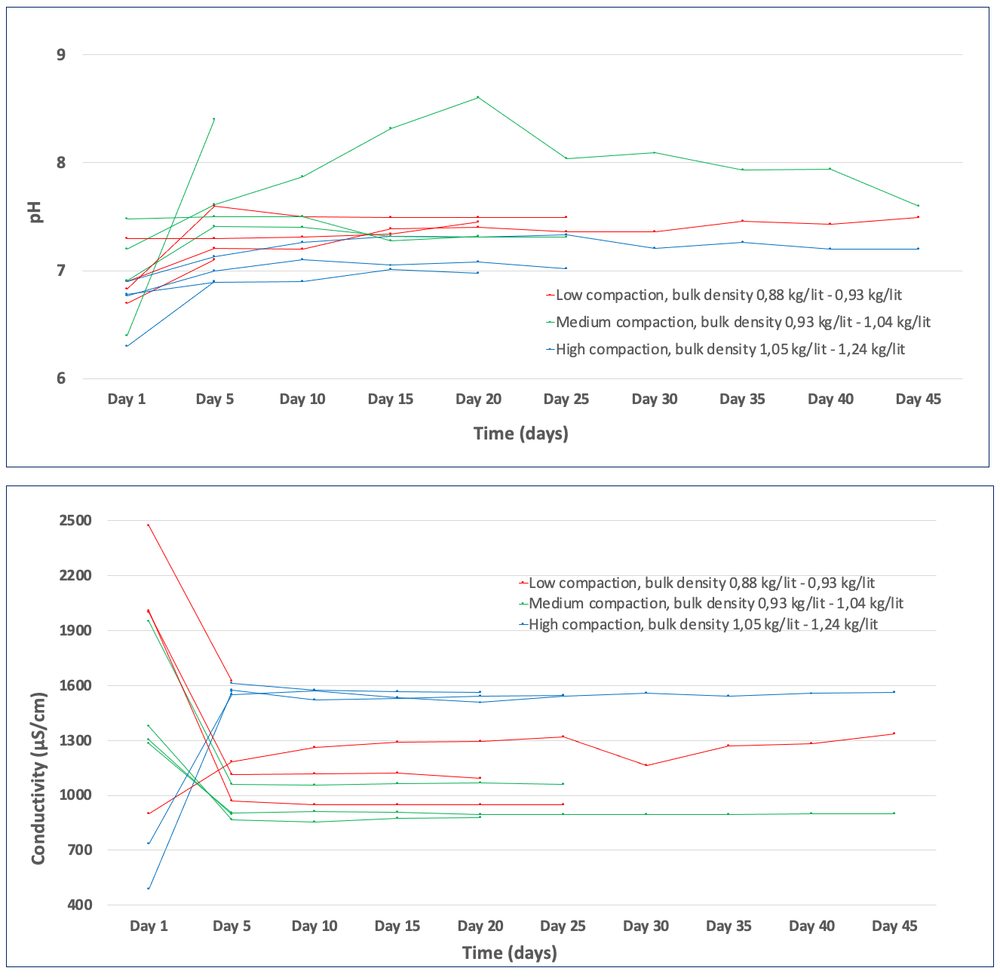 9
8
7
6
pH
Low compaction, bulk density 0,88 kg/lit - 0,93 kg/lit
Medium compaction, bulk density 0,93 kg/lit - 1,04 kg/lit
High compaction, bulk density 1,05 kg/lit - 1,24 kg/lit
Day 1 Day 5 Day 10 Day 15 Day 20 Day 25 Day 30 Day 35 Day 40 Day 45
Time (days)
2500
2200
1900
1600
1300
1000
700
400
Conductivity (µS/cm)
Low compaction, bulk density 0,88 kg/lit - 0,93 kg/lit
Medium compaction, bulk density 0,93 kg/lit - 1,04 kg/lit
High compaction, bulk density 1,05 kg/lit - 1,24 kg/lit
Day 1 Day 5 Day 10 Day 15 Day 20 Day 25 Day 30 Day 35 Day 40 Day 45
Time (days)